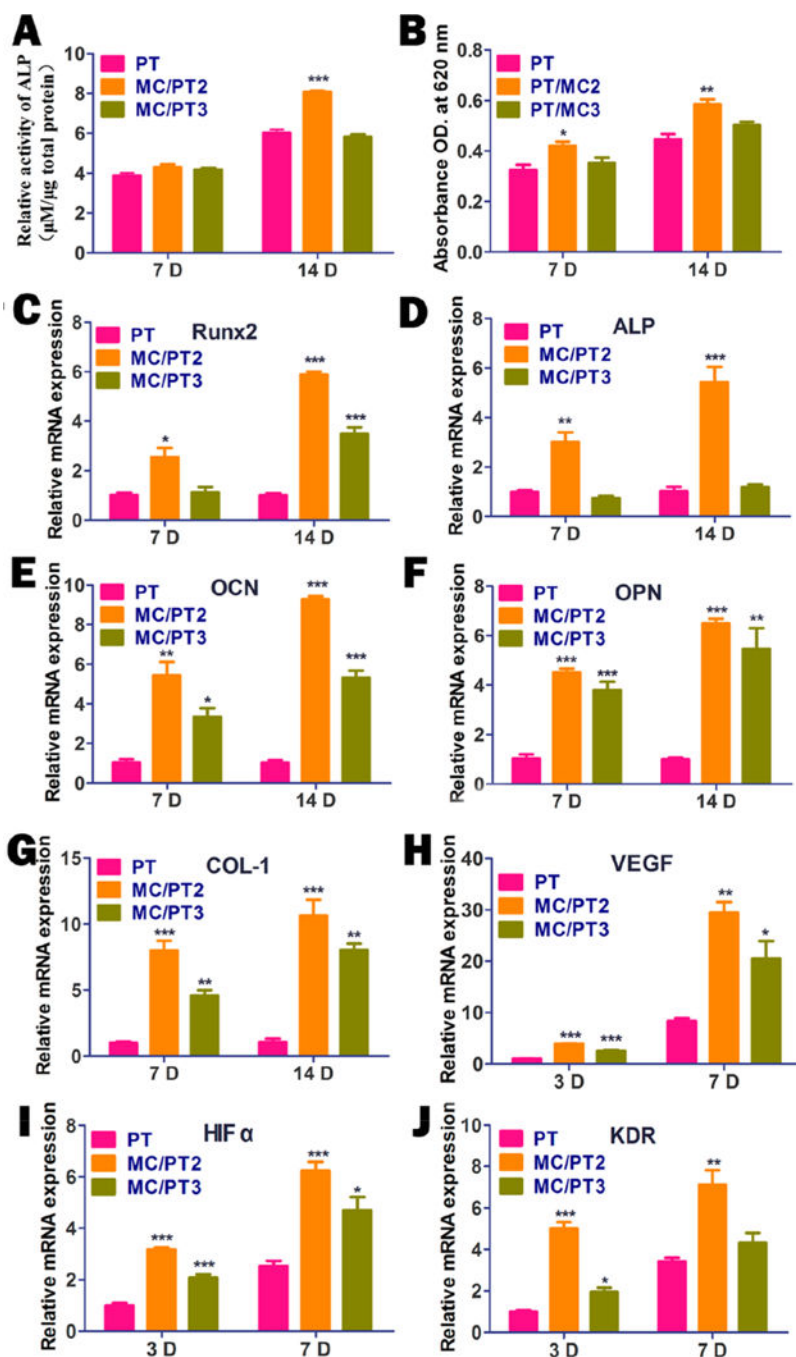 A
Relative activity of ALP
(μM/μg total protein)
10
8
6
4
2
0
PT
MC/PT2
MC/PT3
***
7 D
14 D
B
Absorbance OD. at 620 nm
0.8
0.6
0.4
0.2
0.0
PT
PT/MC2
PT/MC3
*
**
7 D
14 D
C
Relative mRNA expression
8
6
4
2
0
Runx2
PT
MC/PT2
MC/PT3
*
***
***
7 D
14 D
D
Relative mRNA expression
8
6
4
2
0
ALP
PT
MC/PT2
MC/PT3
**
***
7 D
14 D
E
Relative mRNA expression
10
8
6
4
2
0
OCN
PT
MC/PT2
MC/PT3
**
*
***
***
7 D
14 D
F
Relative mRNA expression
8
6
4
2
0
OPN
PT
MC/PT2
MC/PT3
***
***
***
**
7 D
14 D
G
Relative mRNA expression
15
10
5
0
COL-1
PT
MC/PT2
MC/PT3
***
**
***
**
7 D
14 D
H
Relative mRNA expression
40
30
20
10
0
VEGF
PT
MC/PT2
MC/PT3
***
***
**
*
3 D
7 D
I
Relative mRNA expression
8
6
4
2
0
HIF α
PT
MC/PT2
MC/PT3
***
***
***
*
3 D
7 D
J
Relative mRNA expression
10
8
6
4
2
0
KDR
PT
MC/PT2
MC/PT3
***
*
**
3 D
7 D